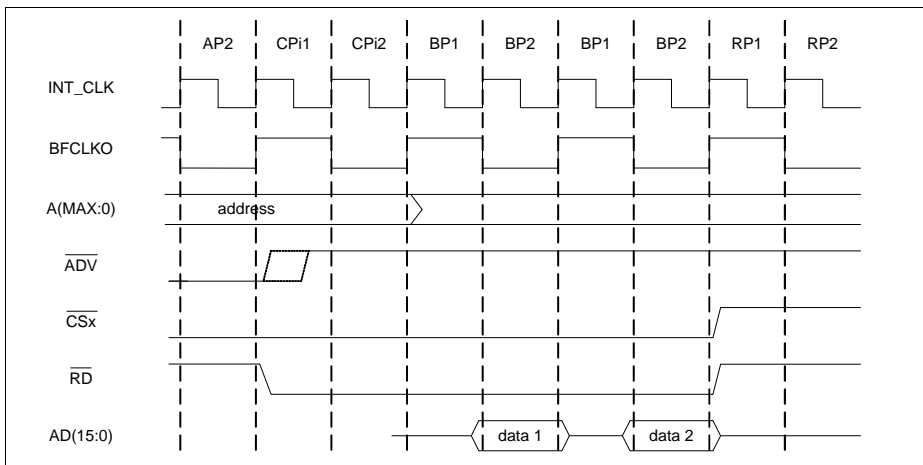 AP2 CPi1 CPi2 BP1 BP2 BP1 BP2 RP1 RP2
INT_CLK
BFCLKO
A(MAX:0) address
ADV
CSx
RD
AD(15:0) data 1 data 2